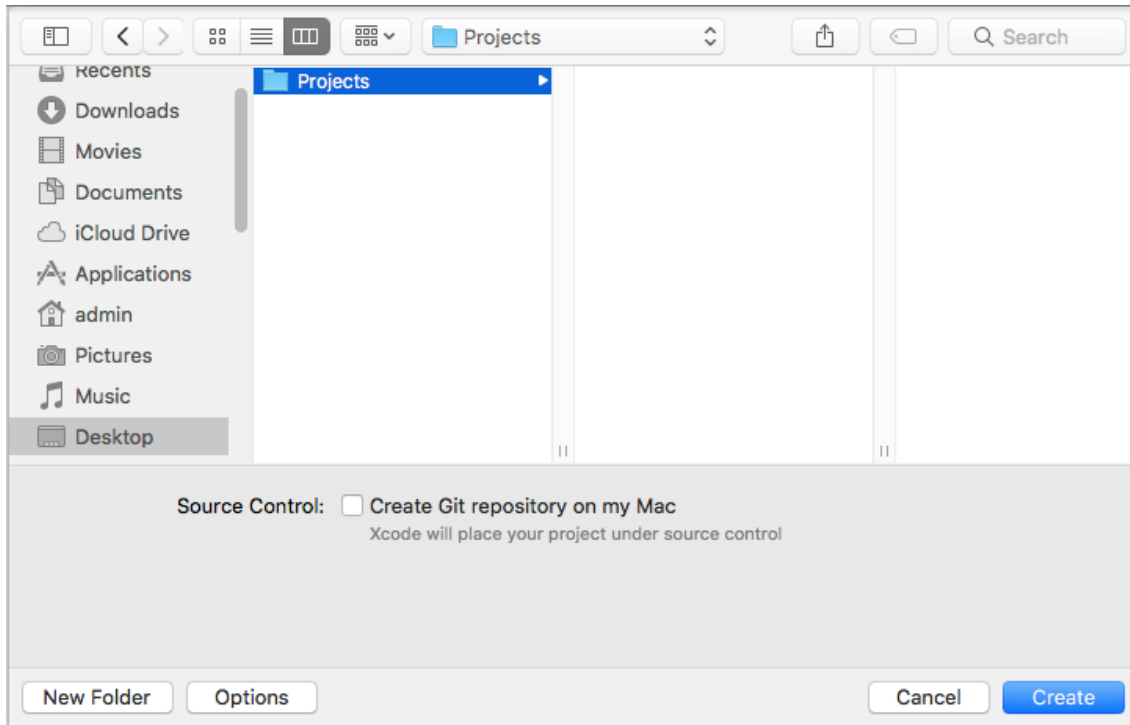 Projects
Search
Recents
Downloads
Movies
Documents
iCloud Drive
Applications
admin
Pictures
Music
Desktop
Projects
Source Control:
Create Git repository on my Mac
Xcode will place your project under source control
New Folder
Options
Cancel
Create